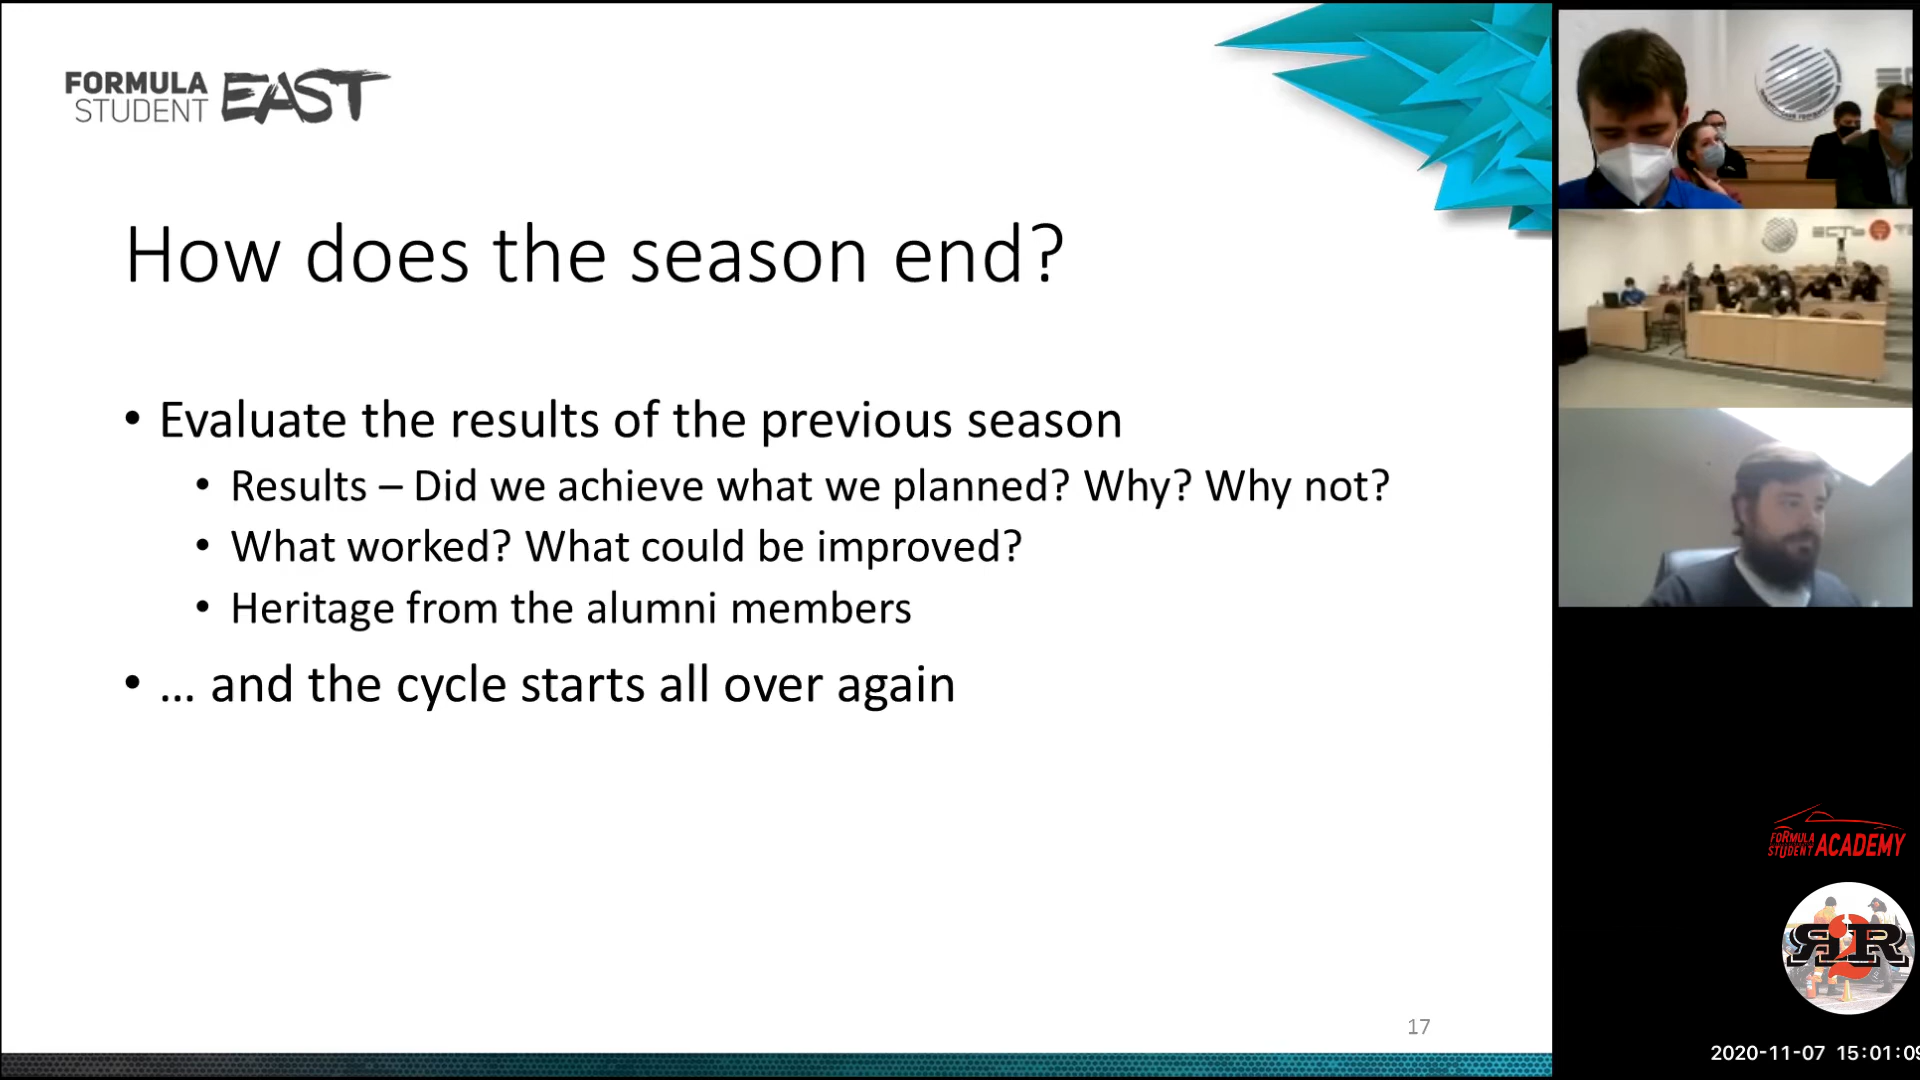 FORMULA
STUDENT EAST
How does the season end?
• Evaluate the results of the previous season
• Results – Did we achieve what we planned? Why? Why not?
• What worked? What could be improved?
• Heritage from the alumni members
• ... and the cycle starts all over again
17
ЕСТЬ
FORMULA
STUDENT ACADEMY
Я2R
2020-11-07 15:01:09